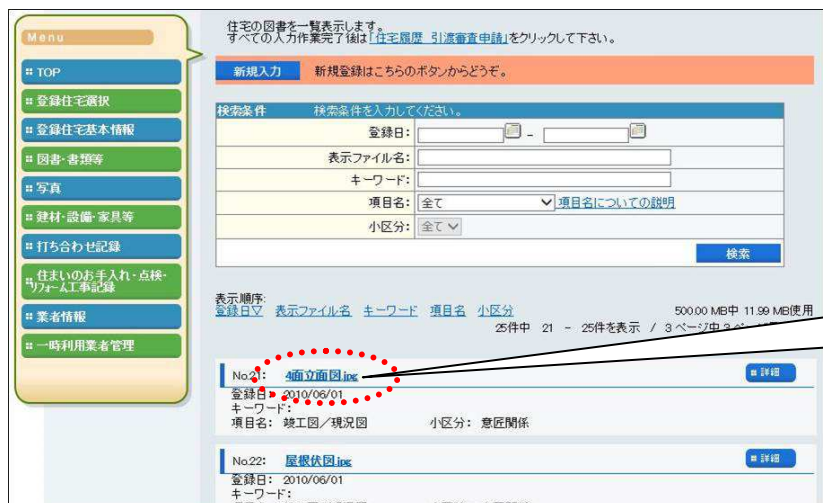 Menu
TOP
登録住宅選択
登録住宅基本情報
図書・書類等
写真
建材・設備・家具等
打ち合わせ記録
住まいのお手入れ・点検・
リフォーム工事記録
業者情報
一時利用業者管理
住宅の図書を一覧表示します。
すべての入力作業完了後は「住宅履歴 引渡審査申請」をクリックして下さい。
新規入力 新規登録はこちらのボタンからどうぞ。
検索条件 検索条件を入力してください。
登録日: -
表示ファイル名:
キーワード:
項目名: 全て 項目名についての説明
小区分: 全て
検索
表示順序:
登録日▽ 表示ファイル名 キーワード 項目名 小区分 500.00 MB中 11.99 MB使用
25件中 21 - 25件を表示 / 3ページ中
No.21: 4面立面図.jpg 詳細
登録日: 2010/06/01
キーワード:
項目名: 竣工図/現況図 小区分: 意匠関係
No.22: 屋根伏図.jpg 詳細
登録日: 2010/06/01
キーワード: